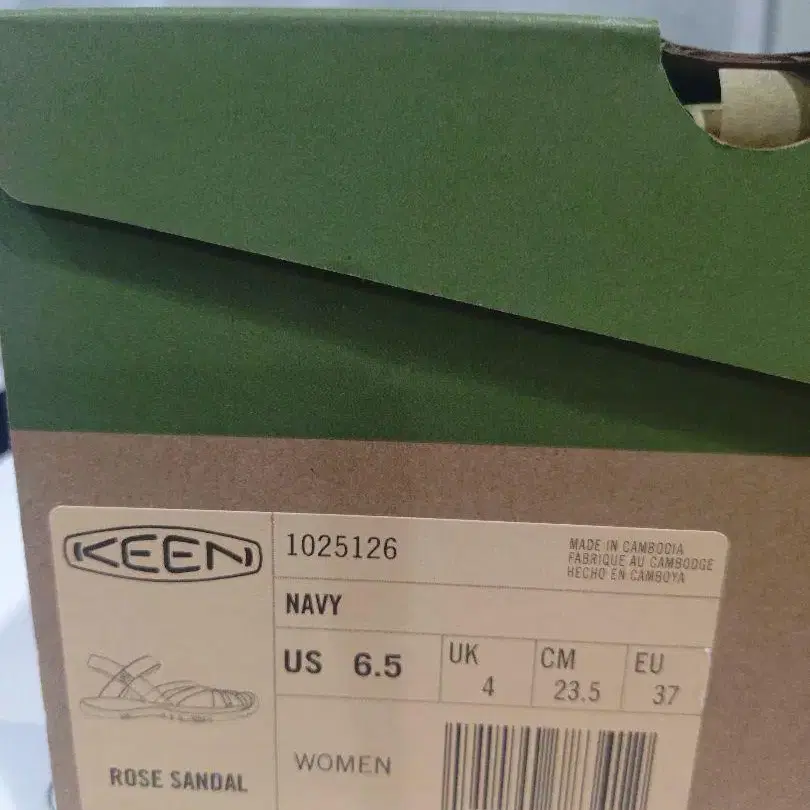 KEEN
1025126
MADE IN CAMBODIA
FABRIQUE AU CAMBODGE
HECHO EN CAMBOYA
NAVY
US 6.5
UK 4
CM 23.5
EU 37
ROSE SANDAL
WOMEN